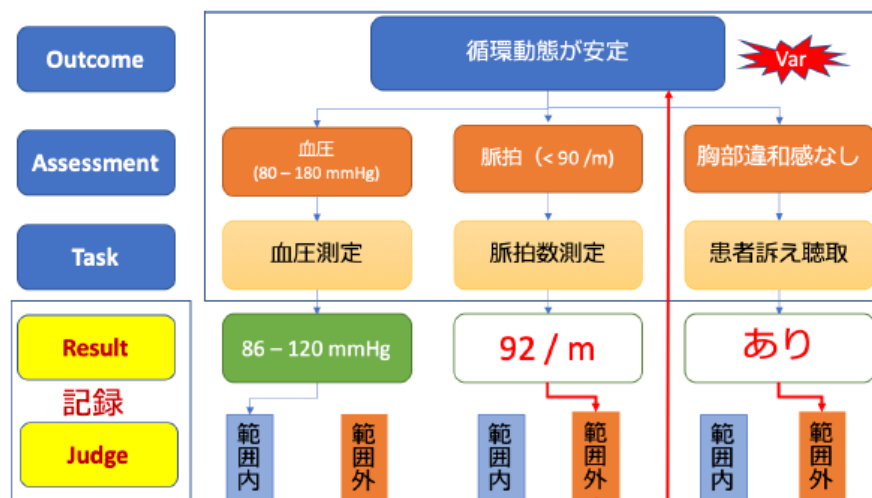 Outcome
循環動態が安定
Var
Assessment
血圧
(80 – 180 mmHg)
脈拍（< 90 /m)
胸部違和感なし
Task
血圧測定
脈拍数測定
患者訴え聴取
Result
86 – 120 mmHg
92 / m
あり
記録
Judge
範囲内
範囲外
範囲内
範囲外
範囲内
範囲外